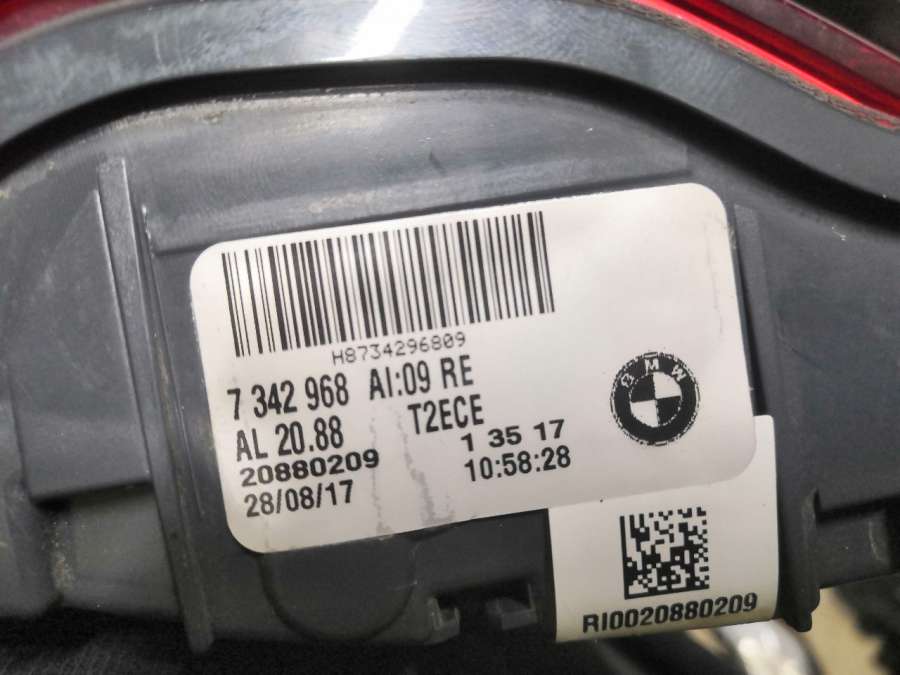 H8734296809
7 342 968 AI:09 RE
AL 20.88 T2ECE
20880209 1 35 17
28/08/17 10:58:28
BMW
RI0020880209